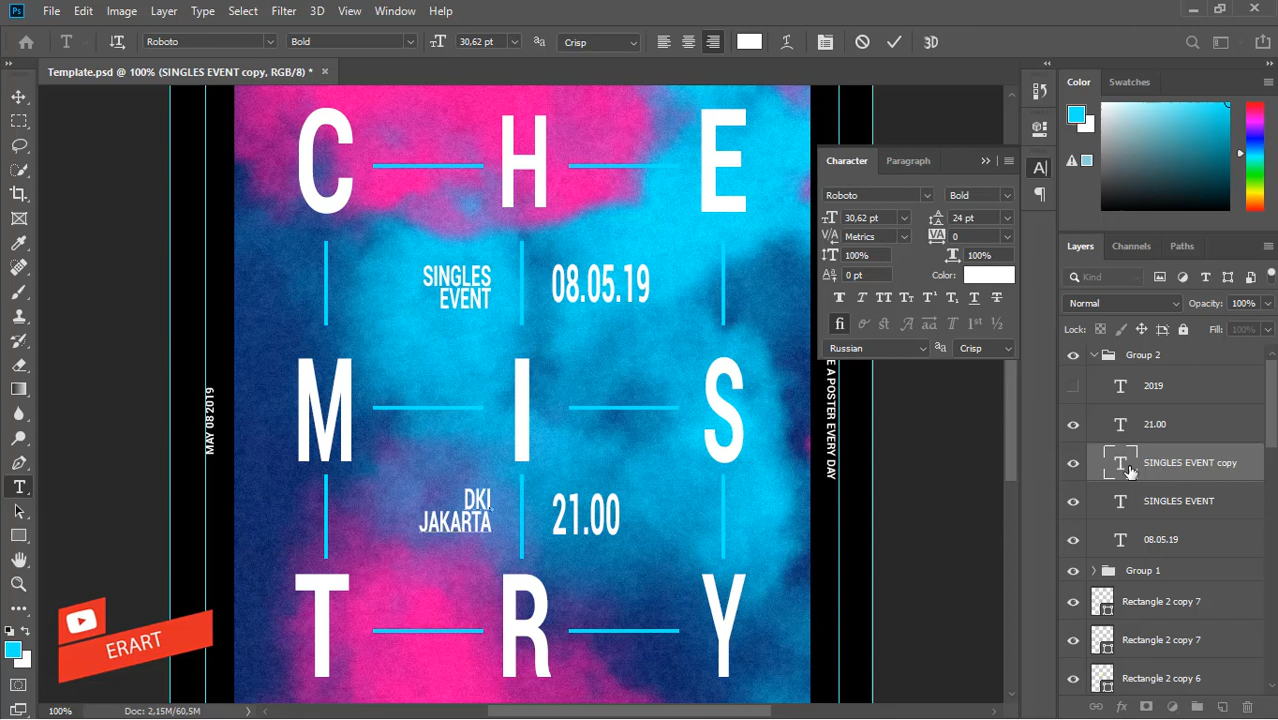 Ps File Edit Image Layer Type Select Filter 3D View Window Help
T Roboto Bold 30,62 pt Crisp 3D
Template.psd @ 100% (SINGLES EVENT copy, RGB/8) *
C H E
SINGLES
EVENT
08.05.19
M I S
DKI
JAKARTA
21.00
T R Y
MAY 08 2019
E A POSTER EVERY DAY
ERART
Character Paragraph
Roboto Bold
30,62 pt 24 pt
Metrics 0
100% 100%
0 pt Color:
Russian Crisp
Color Swatches
Layers Channels Paths
Kind
Normal Opacity: 100%
Lock: Fill: 100%
Group 2
2019
21.00
SINGLES EVENT copy
SINGLES EVENT
08.05.19
Group 1
Rectangle 2 copy 7
Rectangle 2 copy 7
Rectangle 2 copy 6
100% Doc: 2,15M/60,5M